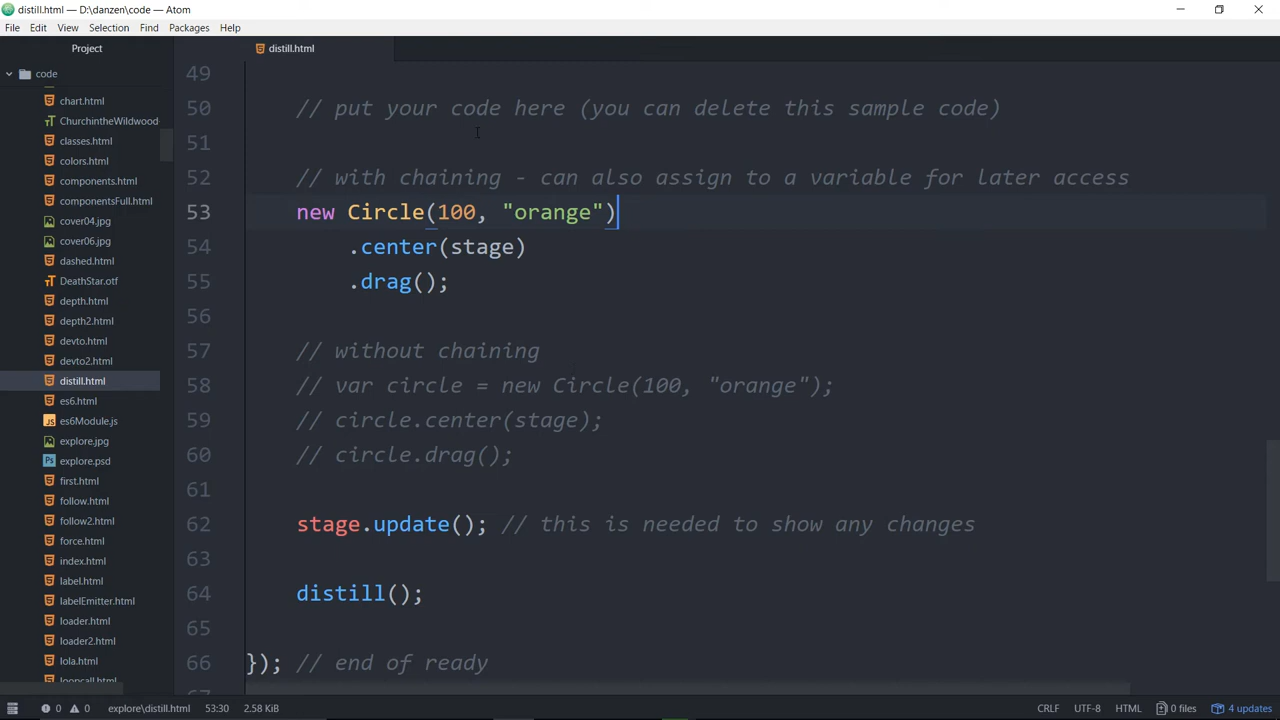 distill.html — D:\danzen\code — Atom
File Edit View Selection Find Packages Help
Project
distill.html
code
chart.html
ChurchintheWildwood-
classes.html
colors.html
components.html
componentsFull.html
cover04.jpg
cover06.jpg
dashed.html
DeathStar.otf
depth.html
depth2.html
devto.html
devto2.html
distill.html
es6.html
es6Module.js
explore.jpg
explore.psd
first.html
follow.html
follow2.html
force.html
index.html
label.html
labelEmitter.html
loader.html
loader2.html
lola.html
loopcall.html
49
50 // put your code here (you can delete this sample code)
51
52 // with chaining - can also assign to a variable for later access
53 new Circle(100, "orange")
54 .center(stage)
55 .drag();
56
57 // without chaining
58 // var circle = new Circle(100, "orange");
59 // circle.center(stage);
60 // circle.drag();
61
62 stage.update(); // this is needed to show any changes
63
64 distill();
65
66 }); // end of ready
67
0 0 explore\distill.html 53:30 2.58 KiB CRLF UTF-8 HTML 0 files 4 updates